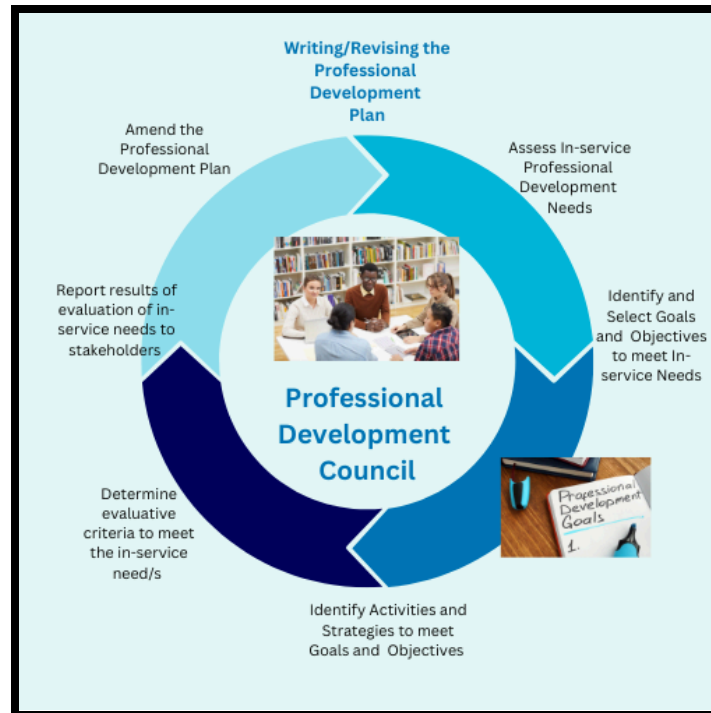 Writing/Revising the
Professional
Development
Plan
Assess In-service
Professional
Development
Needs
Identify and
Select Goals
and Objectives
to meet In-
service Needs
Professional
Development
Goals
1.
Identify Activities and
Strategies to meet
Goals and Objectives
Determine
evaluative
criteria to meet
the in-service
need/s
Report results of
evaluation of in-
service needs to
stakeholders
Amend the
Professional
Development Plan
Professional
Development
Council